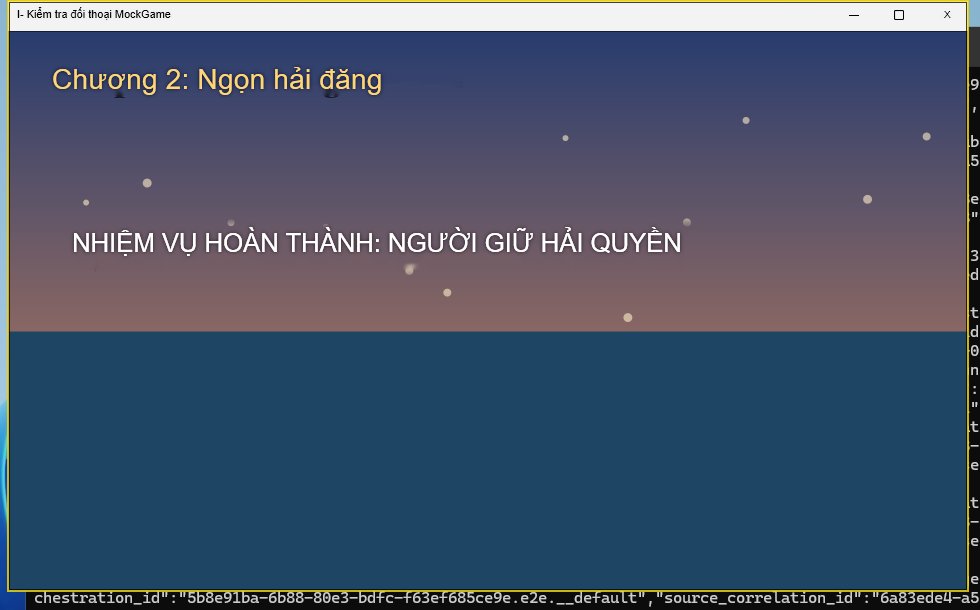 I- Kiểm tra đối thoại MockGame
Chương 2: Ngọn hải đăng
NHIỆM VỤ HOÀN THÀNH: NGƯỜI GIỮ HẢI QUYỀN
chestration_id":"5b8e91ba-6b88-80e3-bdfc-f63ef685ce9e.e2e.__default","source_correlation_id":"6a83ede4-a